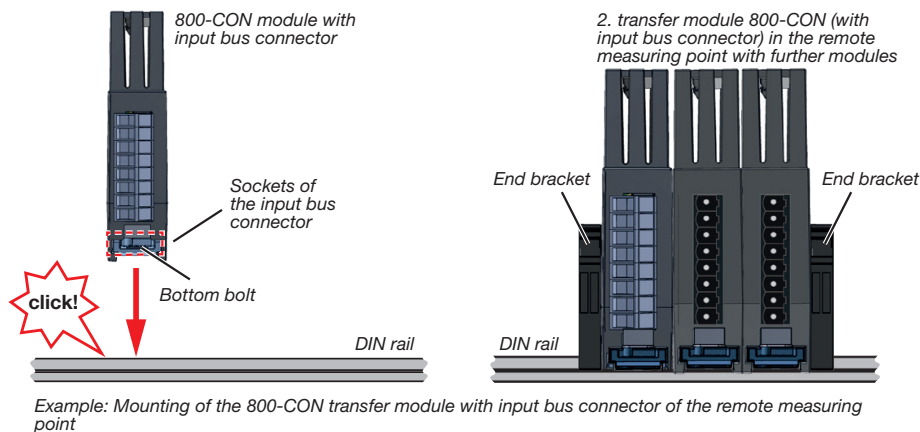 800-CON module with
input bus connector
Sockets of
the input bus
connector
Bottom bolt
click!
DIN rail
2. transfer module 800-CON (with
input bus connector) in the remote
measuring point with further modules
End bracket
End bracket
DIN rail
Example: Mounting of the 800-CON transfer module with input bus connector of the remote measuring
point